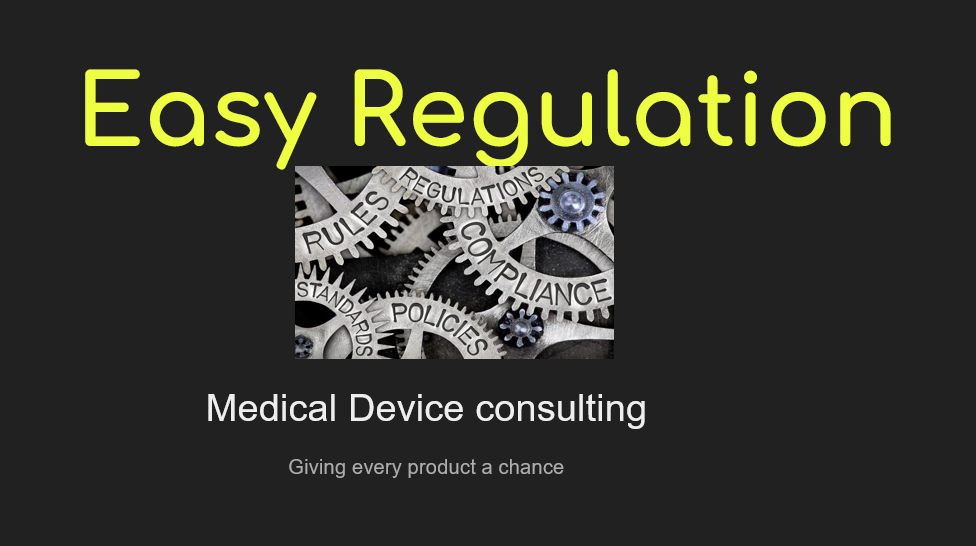 Easy Regulation
REGULATIONS
RULES
COMPLIANCE
STANDARDS
POLICIES
Medical Device consulting
Giving every product a chance